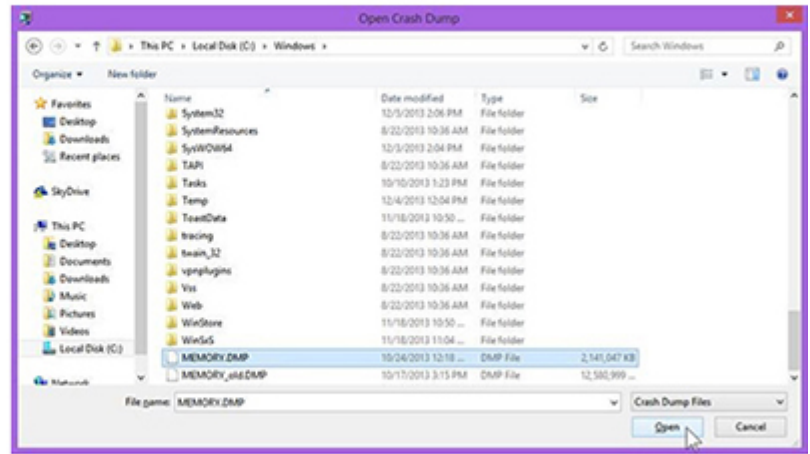 Open Crash Dump
This PC › Local Disk (C:) › Windows ›
Search Windows
Organize
New folder
Name Date modified Type Size
Favorites
Desktop
Downloads
Recent places
SkyDrive
This PC
Desktop
Documents
Downloads
Music
Pictures
Videos
Local Disk (C:)
Network
System32 12/5/2013 2:06 PM File folder
SystemResources 8/22/2013 10:36 AM File folder
SysWOW64 12/5/2013 2:04 PM File folder
TAPI 8/22/2013 10:36 AM File folder
Tasks 10/10/2013 1:23 PM File folder
Temp 12/4/2013 12:04 PM File folder
ToastData 11/18/2013 10:50 ... File folder
tracing 8/22/2013 10:36 AM File folder
twain_32 8/22/2013 10:36 AM File folder
vpnplugins 8/22/2013 10:36 AM File folder
Vss 8/22/2013 10:36 AM File folder
Web 8/22/2013 10:36 AM File folder
WinStore 11/18/2013 10:50 ... File folder
WinSxS 11/18/2013 11:04 ... File folder
MEMORY.DMP 10/24/2013 12:18 ... DMP File 2,141,047 KB
MEMORY_old.DMP 10/17/2013 3:15 PM DMP File 12,580,999 ...
File name: MEMORY.DMP
Crash Dump Files
Open
Cancel